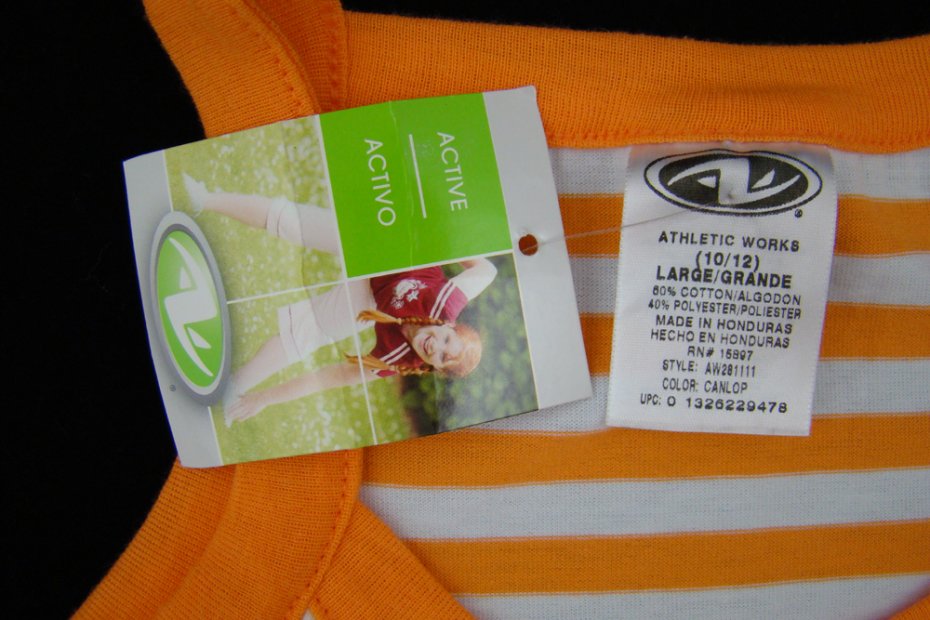 ACTIVE
ACTIVO
®
®
ATHLETIC WORKS
(10/12)
LARGE/GRANDE
60% COTTON/ALGODON
40% POLYESTER/POLIESTER
MADE IN HONDURAS
HECHO EN HONDURAS
RN# 15897
STYLE: AW281111
COLOR: CANLOP
UPC: 0 1326229478